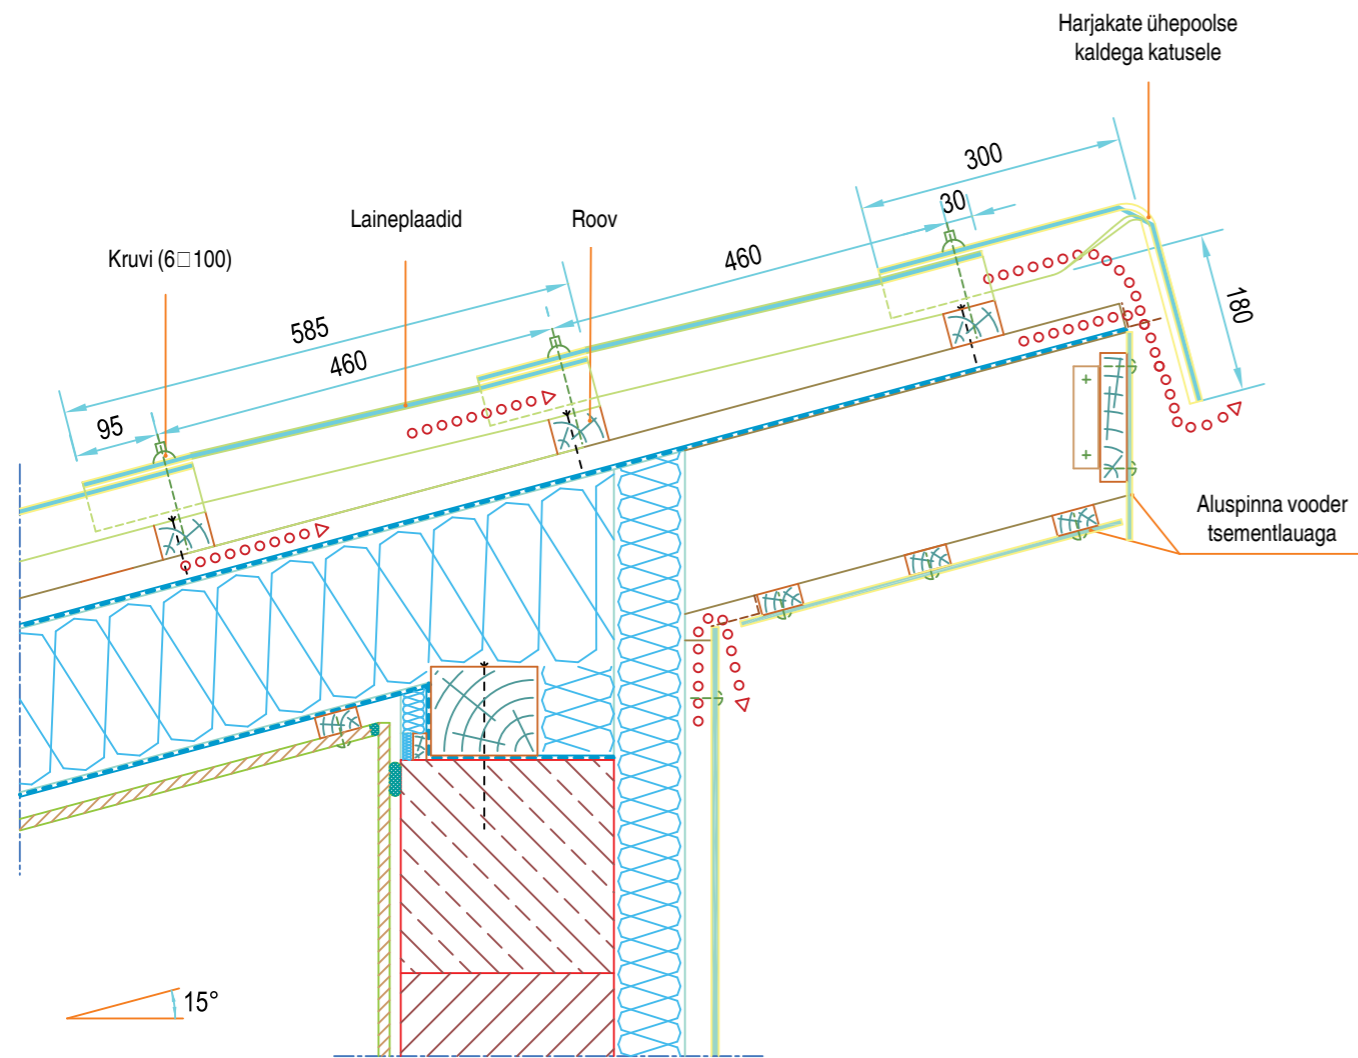 Harjakate ühepoolse
kaldega katusele
300
30
Laineplaadid
Roov
460
Kruvi (6□100)
180
585
460
95
Aluspinna vooder
tsementlauaga
15°